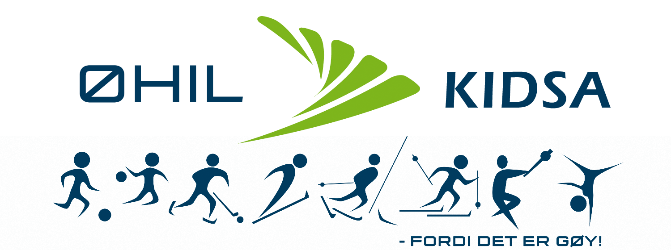 ØHIL KIDSA
- FORDI DET ER GØY!